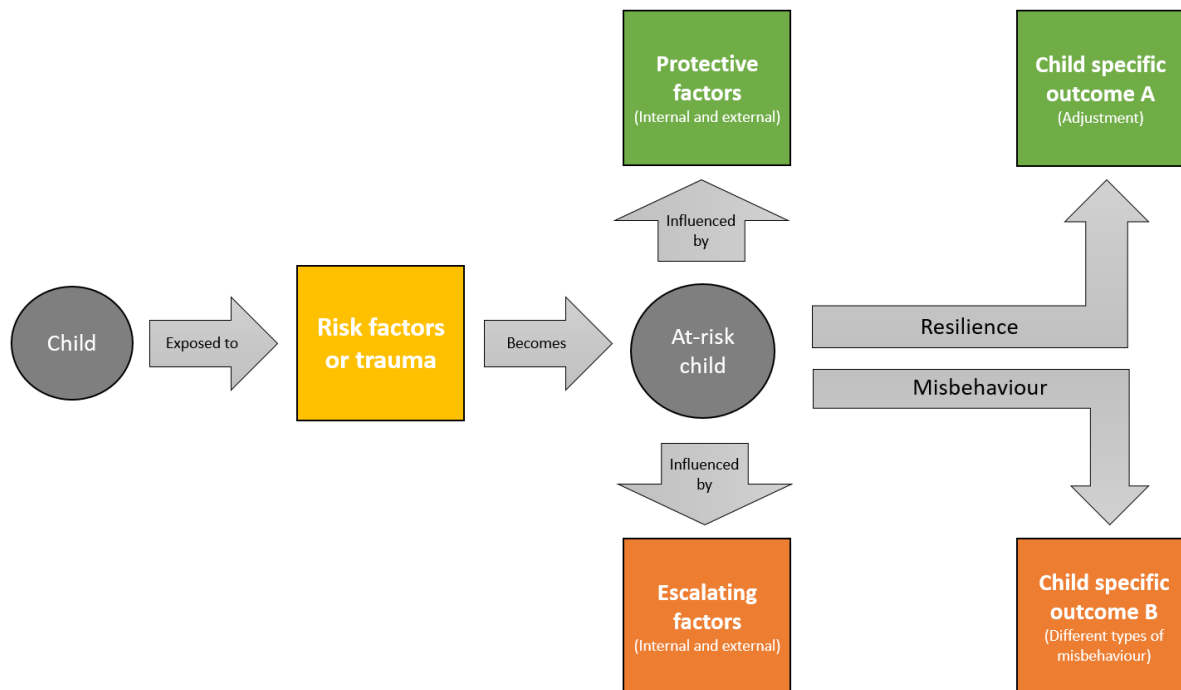 Protective
factors
(Internal and external)
Child specific
outcome A
(Adjustment)
Influenced
by
Child
Exposed to
Risk factors
or trauma
Becomes
At-risk
child
Resilience
Misbehaviour
Influenced
by
Escalating
factors
(Internal and external)
Child specific
outcome B
(Different types of
misbehaviour)